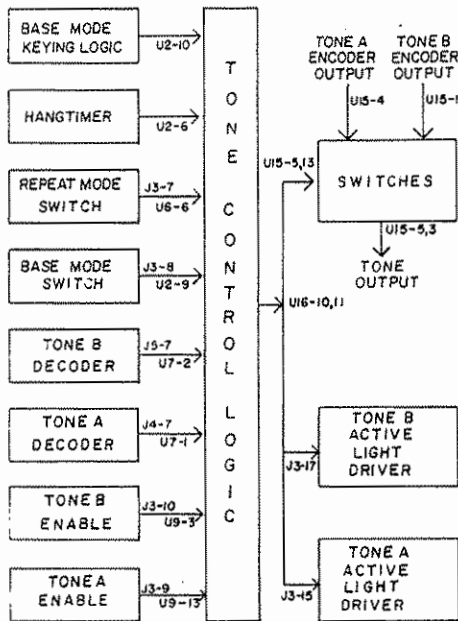 BASE MODE
KEYING LOGIC
U2-10
HANGTIMER
U2-6
REPEAT MODE
SWITCH
J3-7
U6-6
BASE MODE
SWITCH
J3-8
U2-9
TONE B
DECODER
J5-7
U7-2
TONE A
DECODER
J4-7
U7-1
TONE B
ENABLE
J3-10
U9-3
TONE A
ENABLE
J3-9
U9-13
TONE CONTROL LOGIC
TONE A
ENCODER
OUTPUT
U15-4
TONE B
ENCODER
OUTPUT
U15-1
U15-5,13
SWITCHES
U15-5,3
TONE
OUTPUT
U16-10,11
TONE B
ACTIVE
LIGHT
DRIVER
J3-17
TONE A
ACTIVE
LIGHT
DRIVER
J3-15